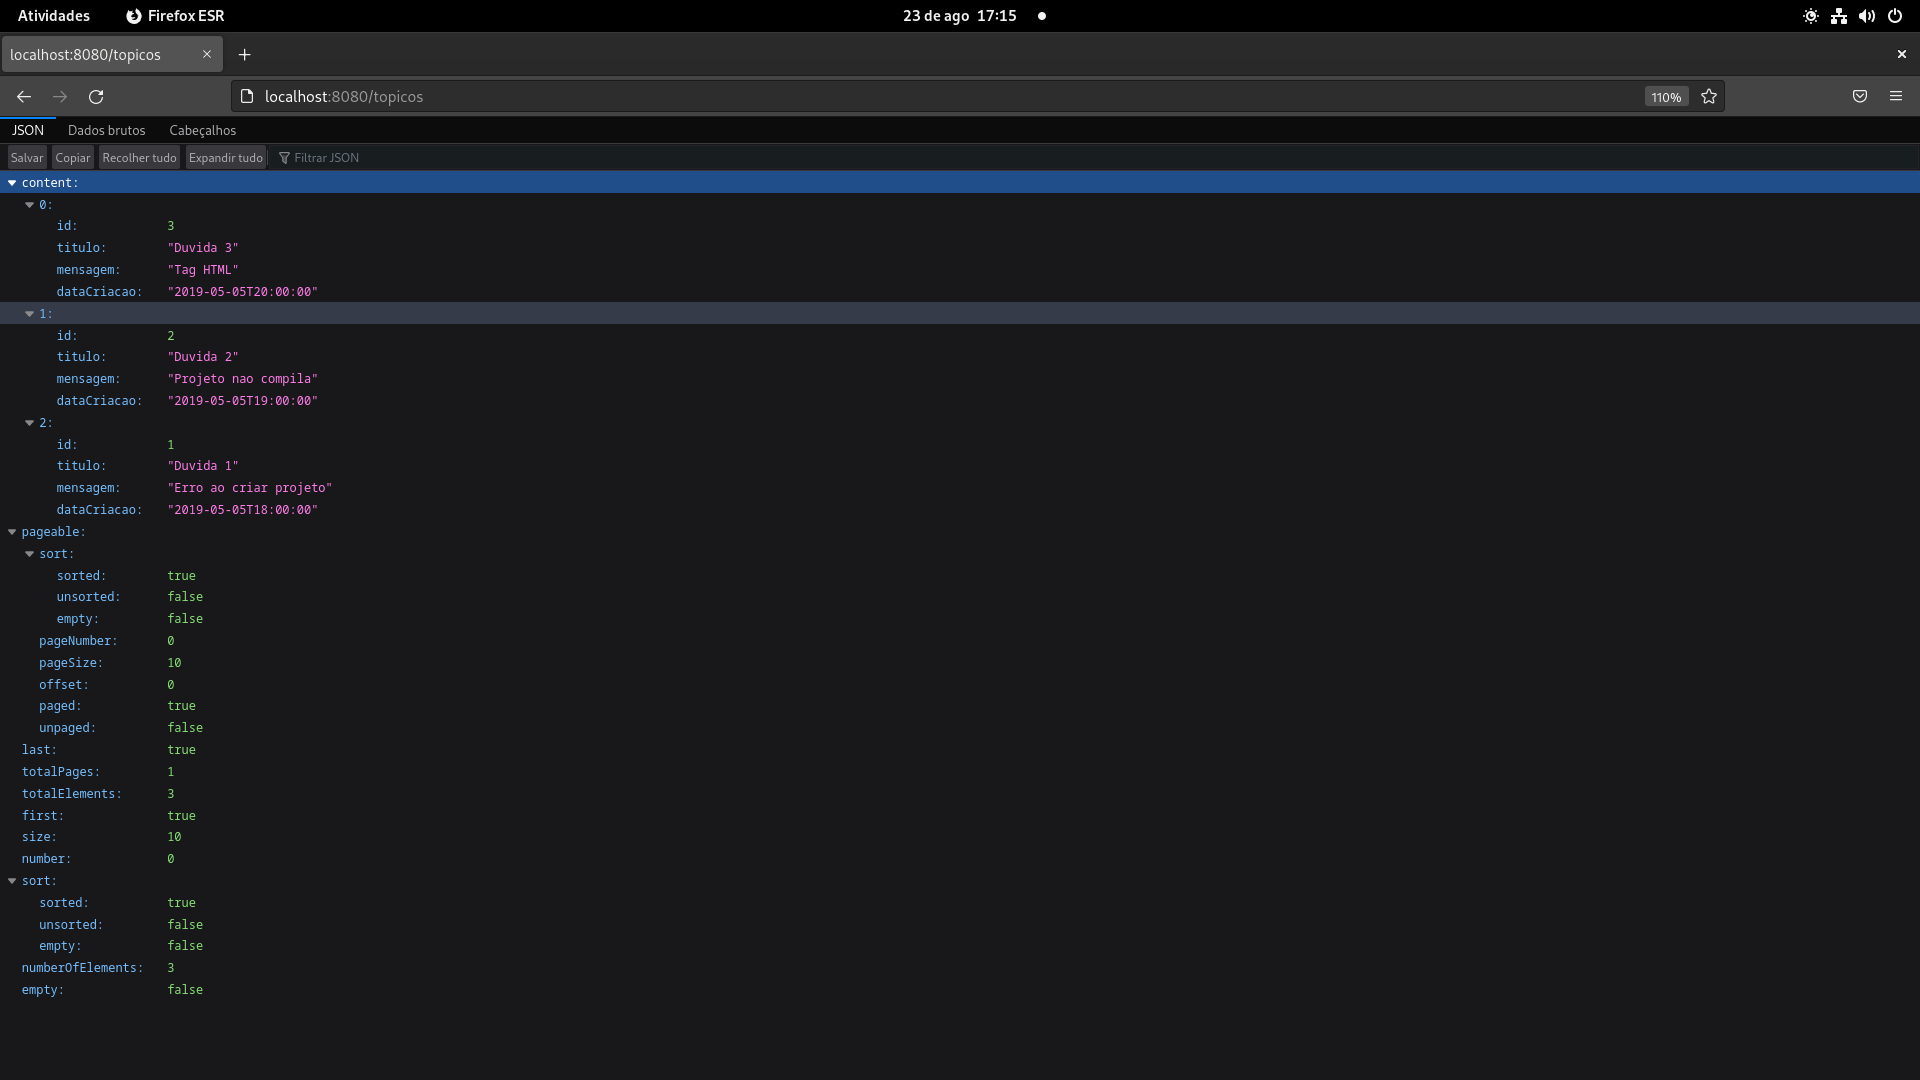 Atividades Firefox ESR 23 de ago 17:15
localhost:8080/topicos
localhost:8080/topicos 110%
JSON Dados brutos Cabeçalhos
Salvar Copiar Recolher tudo Expandir tudo Filtrar JSON
content:
0:
id: 3
titulo: "Duvida 3"
mensagem: "Tag HTML"
dataCriacao: "2019-05-05T20:00:00"
1:
id: 2
titulo: "Duvida 2"
mensagem: "Projeto nao compila"
dataCriacao: "2019-05-05T19:00:00"
2:
id: 1
titulo: "Duvida 1"
mensagem: "Erro ao criar projeto"
dataCriacao: "2019-05-05T18:00:00"
pageable:
sort:
sorted: true
unsorted: false
empty: false
pageNumber: 0
pageSize: 10
offset: 0
paged: true
unpaged: false
last: true
totalPages: 1
totalElements: 3
first: true
size: 10
number: 0
sort:
sorted: true
unsorted: false
empty: false
numberOfElements: 3
empty: false